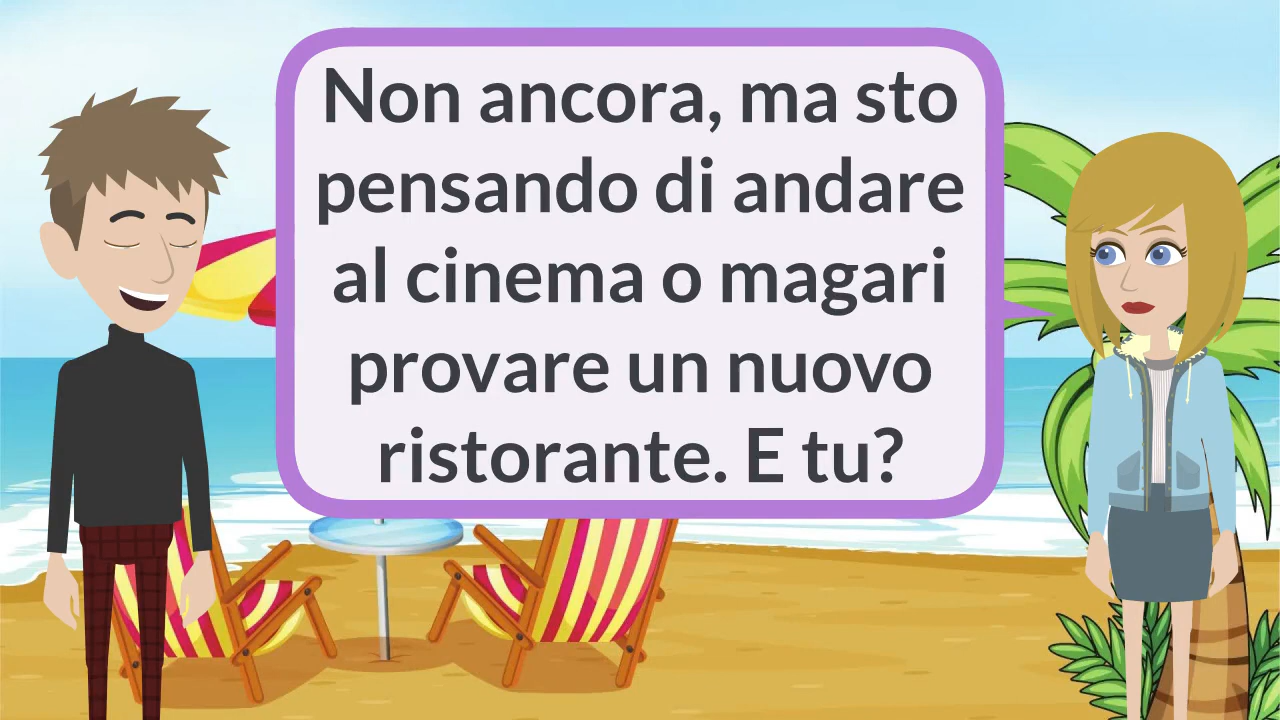 Non ancora, ma sto
pensando di andare
al cinema o magari
provare un nuovo
ristorante. E tu?